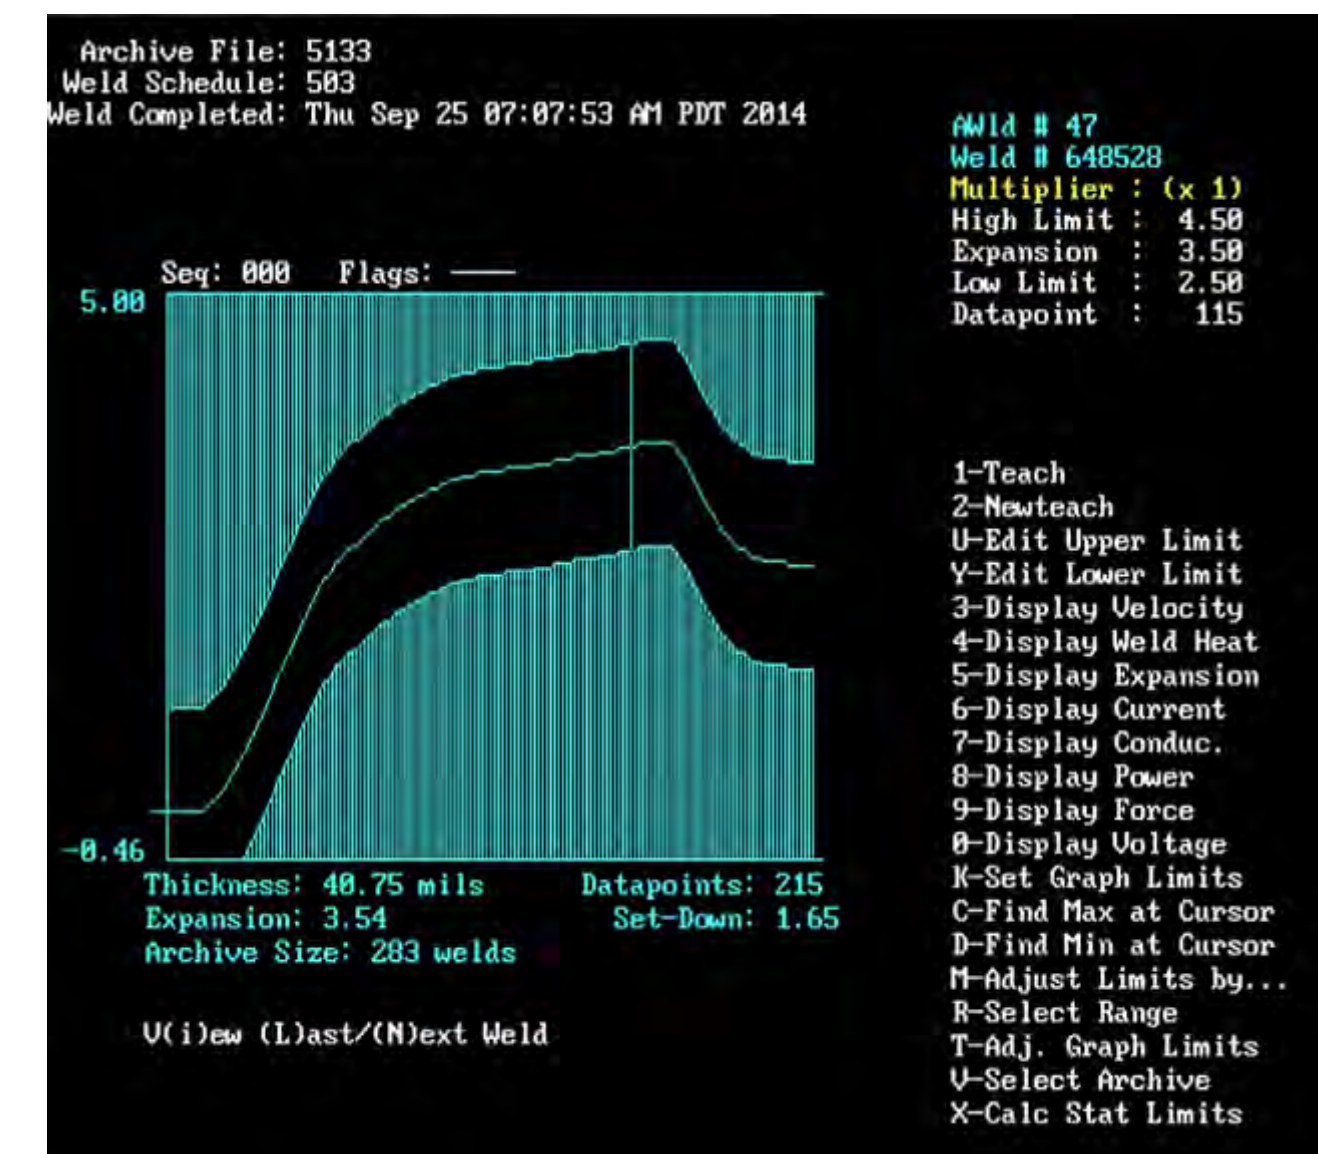 Archive File: 5133
Weld Schedule: 503
Weld Completed: Thu Sep 25 07:07:53 AM PDT 2014
AWld # 47
Weld # 648528
Multiplier : (x 1)
High Limit : 4.50
Expansion : 3.50
Low Limit : 2.50
Datapoint : 115
Seq: 000 Flags: ——
5.00
-0.46
Thickness: 40.75 mils Datapoints: 215
Expansion: 3.54 Set-Down: 1.65
Archive Size: 283 welds
V(i)ew (L)ast/(N)ext Weld
1-Teach
2-Newteach
U-Edit Upper Limit
Y-Edit Lower Limit
3-Display Velocity
4-Display Weld Heat
5-Display Expansion
6-Display Current
7-Display Conduc.
8-Display Power
9-Display Force
0-Display Voltage
K-Set Graph Limits
C-Find Max at Cursor
D-Find Min at Cursor
M-Adjust Limits by...
R-Select Range
T-Adj. Graph Limits
V-Select Archive
X-Calc Stat Limits